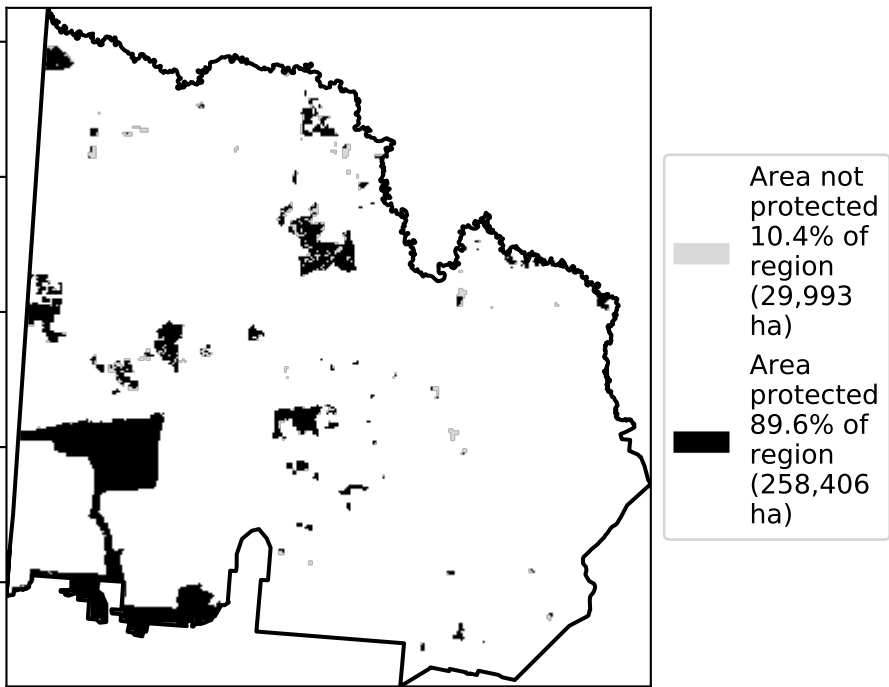 Area not
protected
10.4% of
region
(29,993
ha)
Area
protected
89.6% of
region
(258,406
ha)